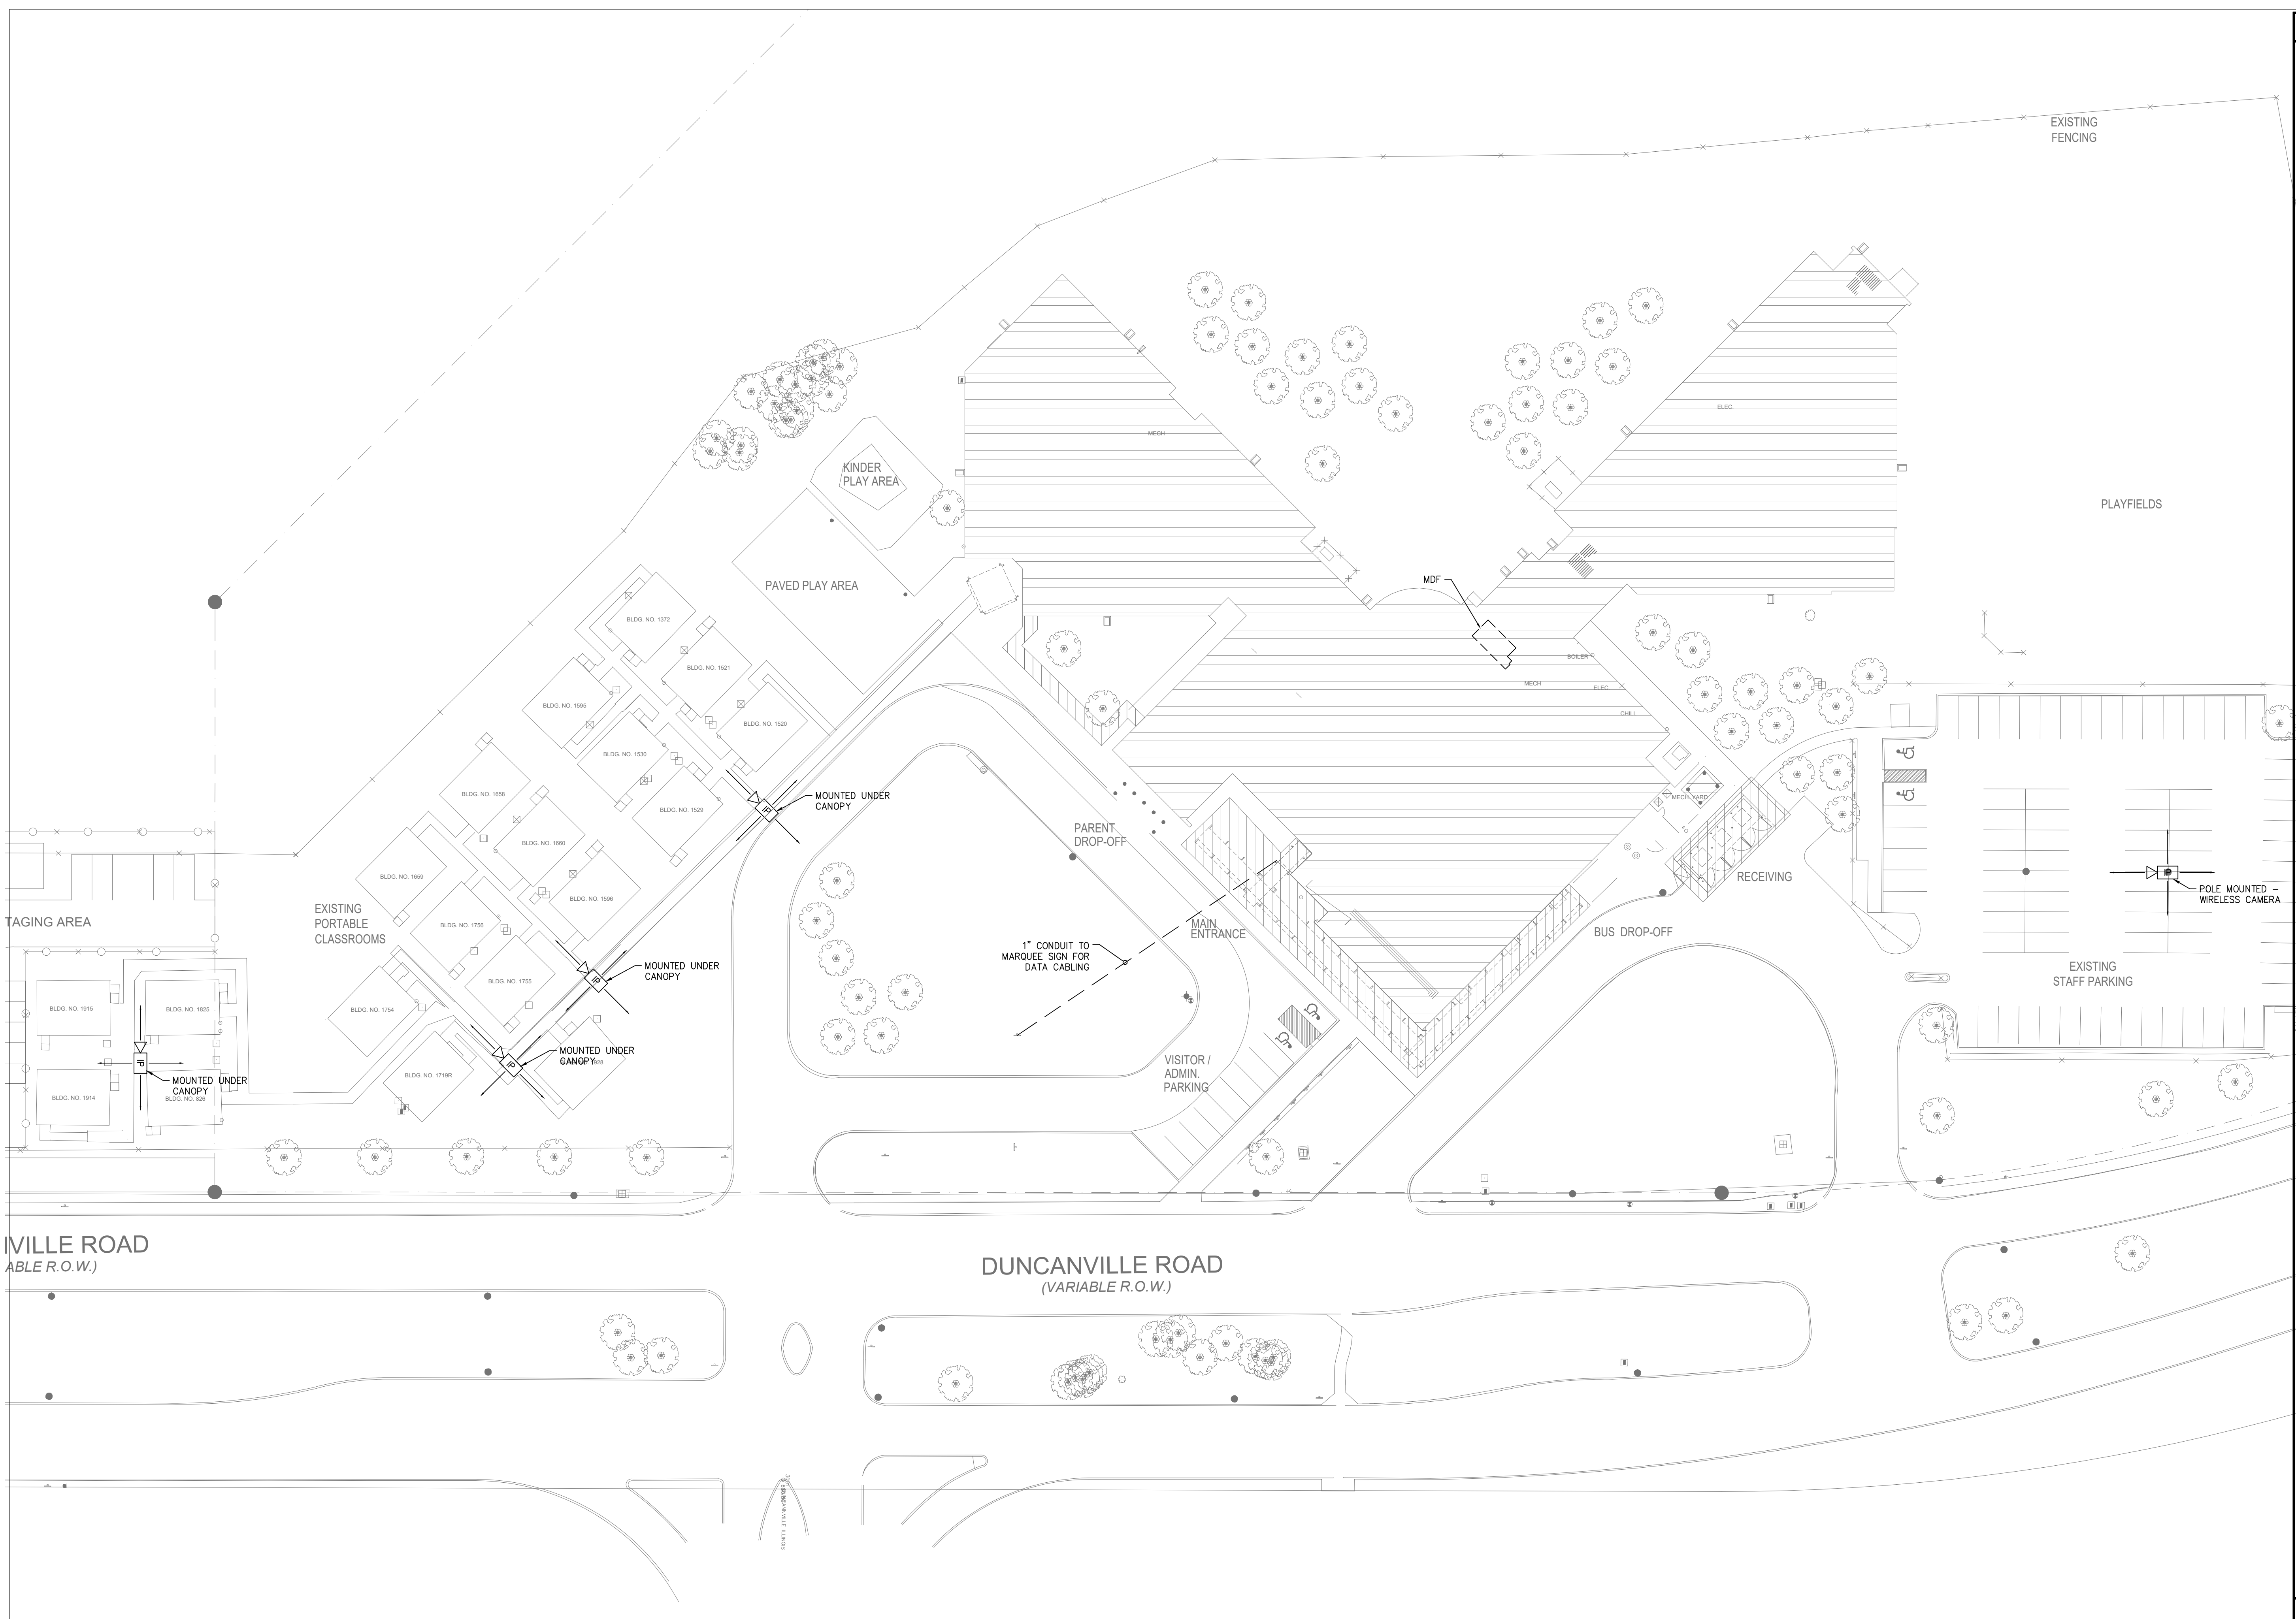 EXISTING
FENCING
ELEC.
MECH
KINDER
PLAY AREA
PLAYFIELDS
MDF
PAVED PLAY AREA
BLDG. NO. 1372
BLDG. NO. 1521
BLDG. NO. 1595
BLDG. NO. 1520
BLDG. NO. 1530
BOILER
MECH
ELEC.
CHILL
BLDG. NO. 1658
BLDG. NO. 1529
MOUNTED UNDER
CANOPY
MECH. YARD
PARENT
DROP-OFF
BLDG. NO. 1660
BLDG. NO. 1659
BLDG. NO. 1596
RECEIVING
IP
POLE MOUNTED -
WIRELESS CAMERA
EXISTING
PORTABLE
CLASSROOMS
TAGING AREA
BLDG. NO. 1756
MAIN
ENTRANCE
BUS DROP-OFF
1" CONDUIT TO
MARQUEE SIGN FOR
DATA CABLING
MOUNTED UNDER
CANOPY
IP
BLDG. NO. 1755
EXISTING
STAFF PARKING
BLDG. NO. 1915
BLDG. NO. 1825
BLDG. NO. 1754
MOUNTED UNDER
CANOPY
IP
928
VISITOR /
ADMIN.
PARKING
IP
MOUNTED UNDER
CANOPY
BLDG. NO. 1719R
BLDG. NO. 1914
BLDG. NO. 826
IVILLE ROAD
ABLE R.O.W.)
DUNCANVILLE ROAD
(VARIABLE R.O.W.)